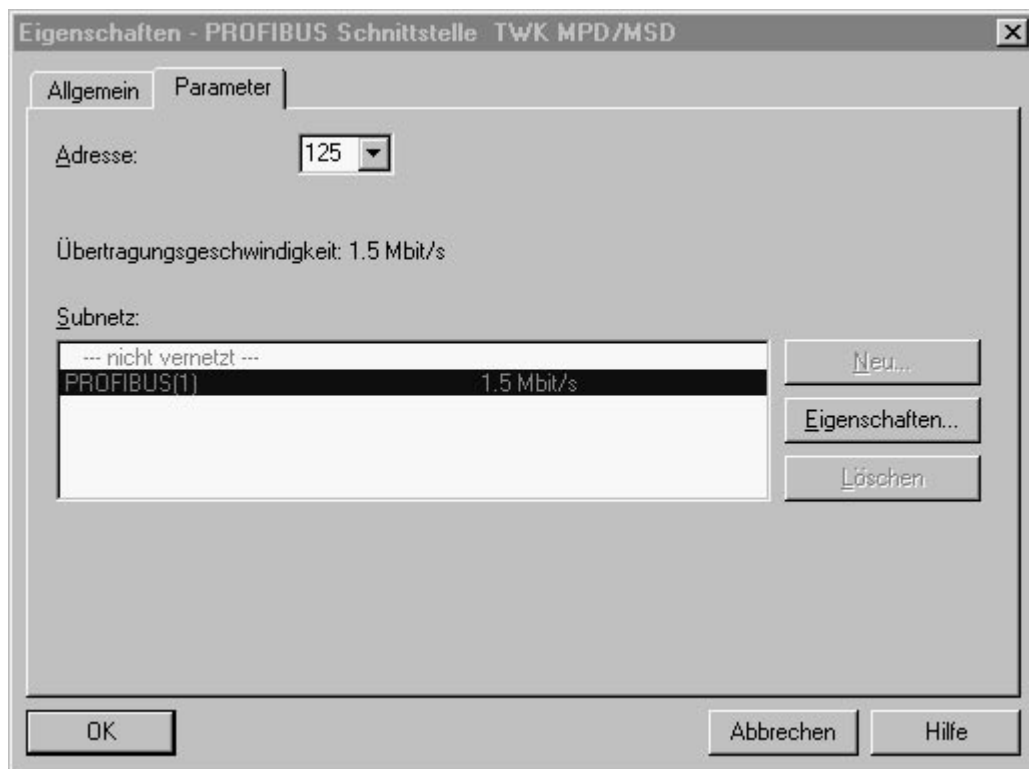 Eigenschaften - PROFIBUS Schnittstelle TWK MPD/MSD
Allgemein Parameter
Adresse: 125
Übertragungsgeschwindigkeit: 1.5 Mbit/s
Subnetz:
--- nicht vernetzt ---
PROFIBUS(1) 1.5 Mbit/s
Neu...
Eigenschaften...
Löschen
OK Abbrechen Hilfe